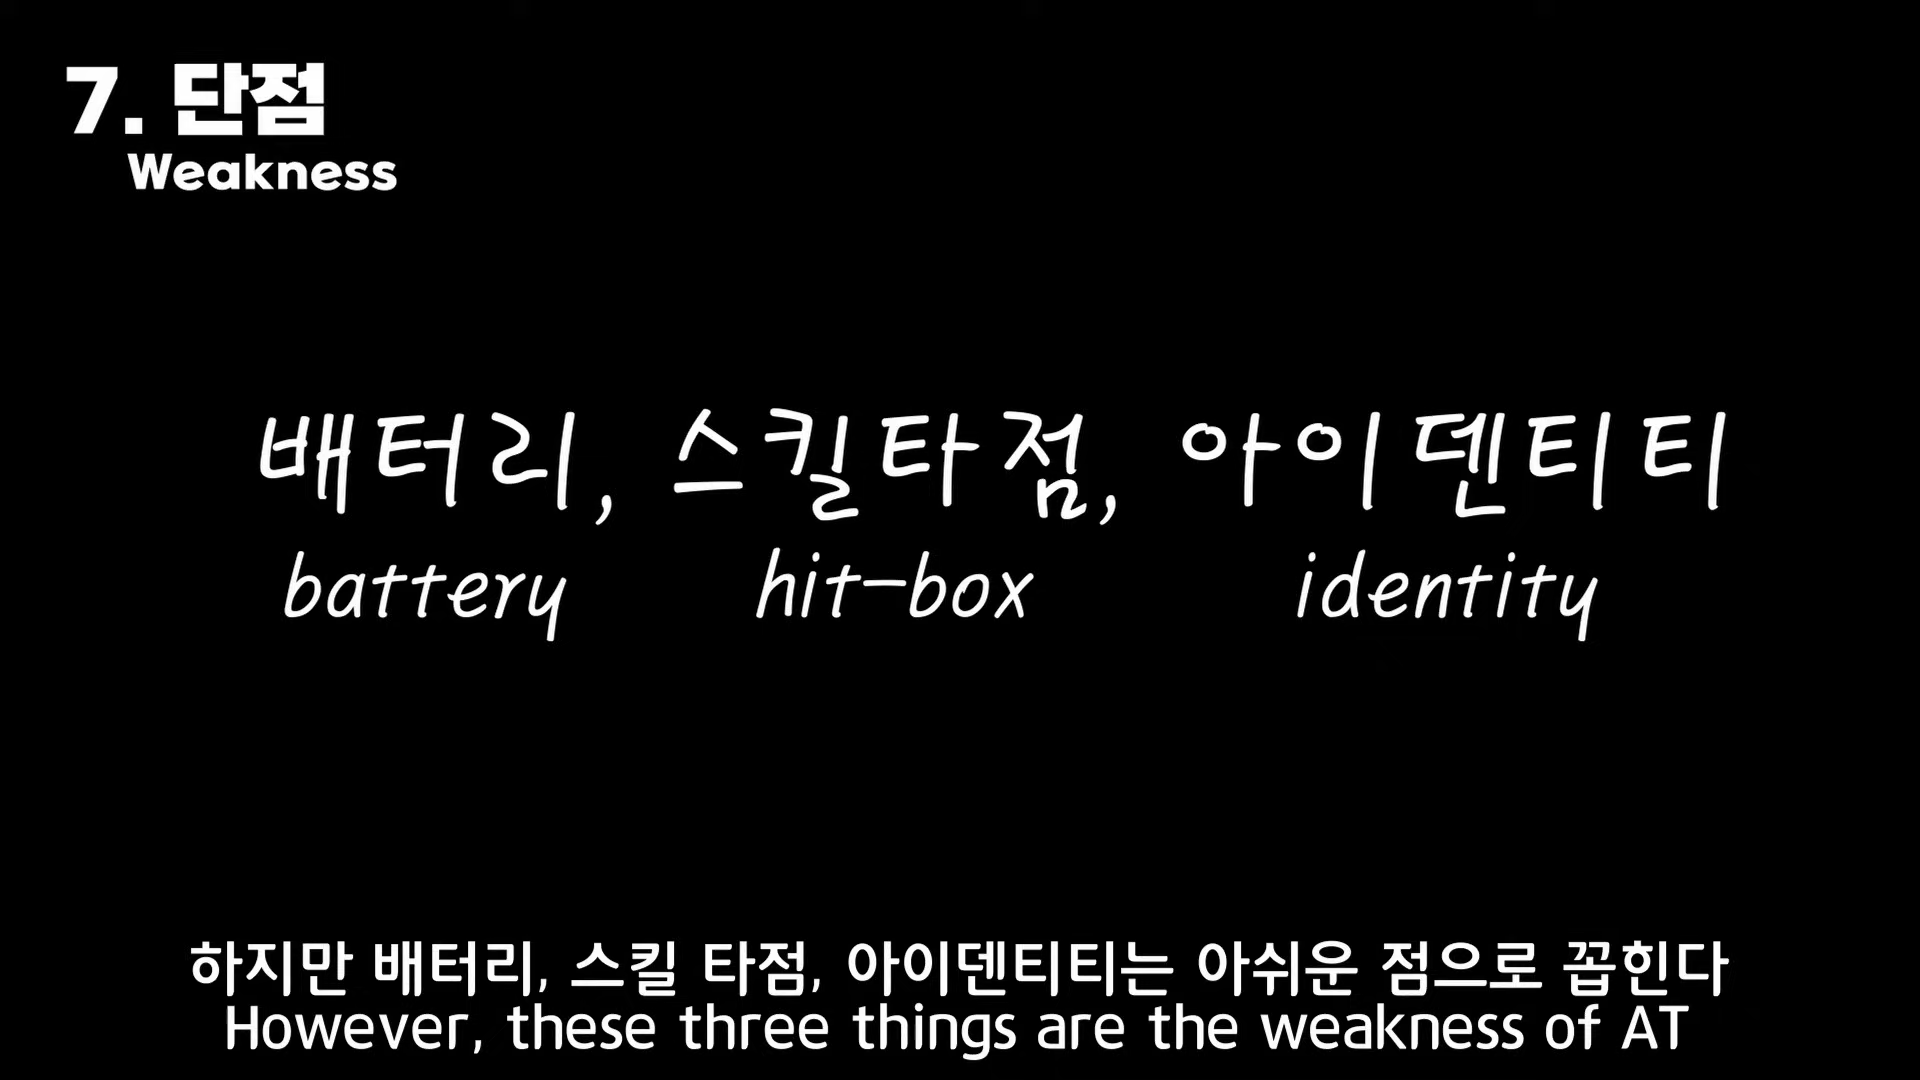 7. 단점
Weakness
배터리, 스킬타점, 아이덴티티
battery hit-box identity
하지만 배터리, 스킬 타점, 아이덴티티는 아쉬운 점으로 꼽힌다
However, these three things are the weakness of AT